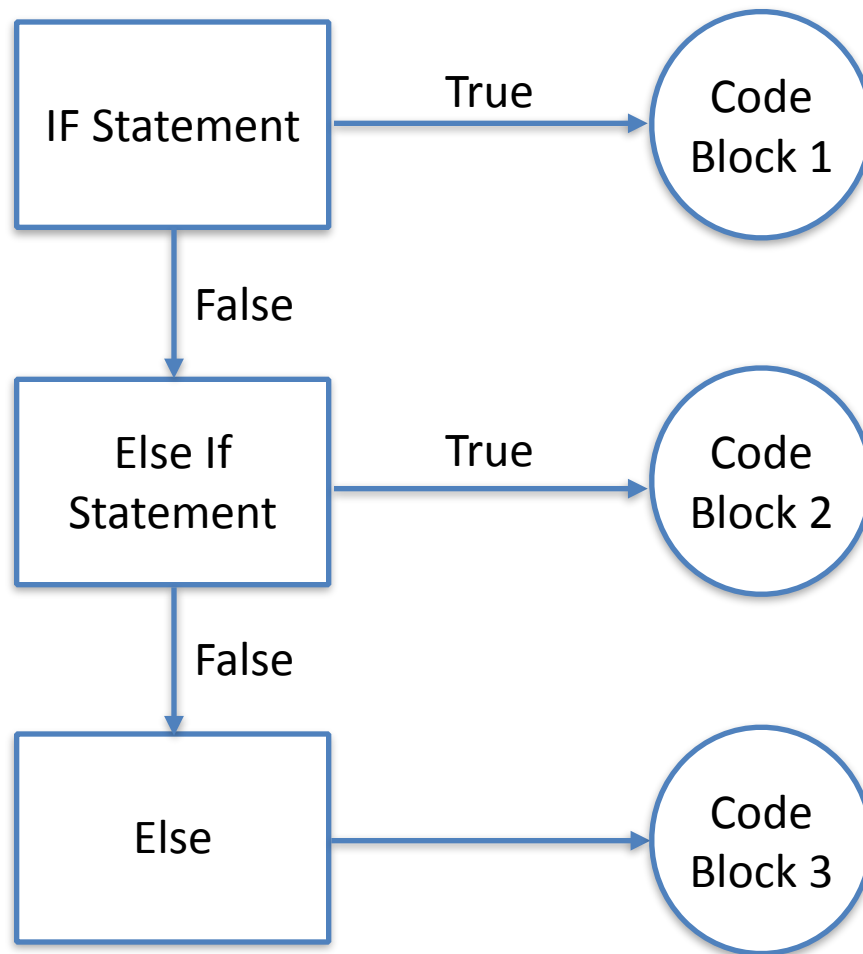 IF Statement
True
Code
Block 1
False
Else If
Statement
True
Code
Block 2
False
Else
Code
Block 3